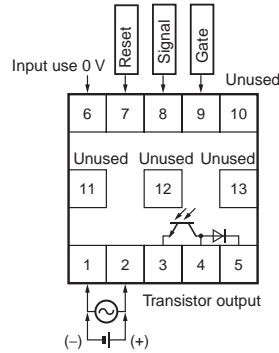 Reset
Signal
Gate
Input use 0 V
Unused
6 7 8 9 10
Unused Unused Unused
11 12 13
1 2 3 4 5
Transistor output
(−) (+)